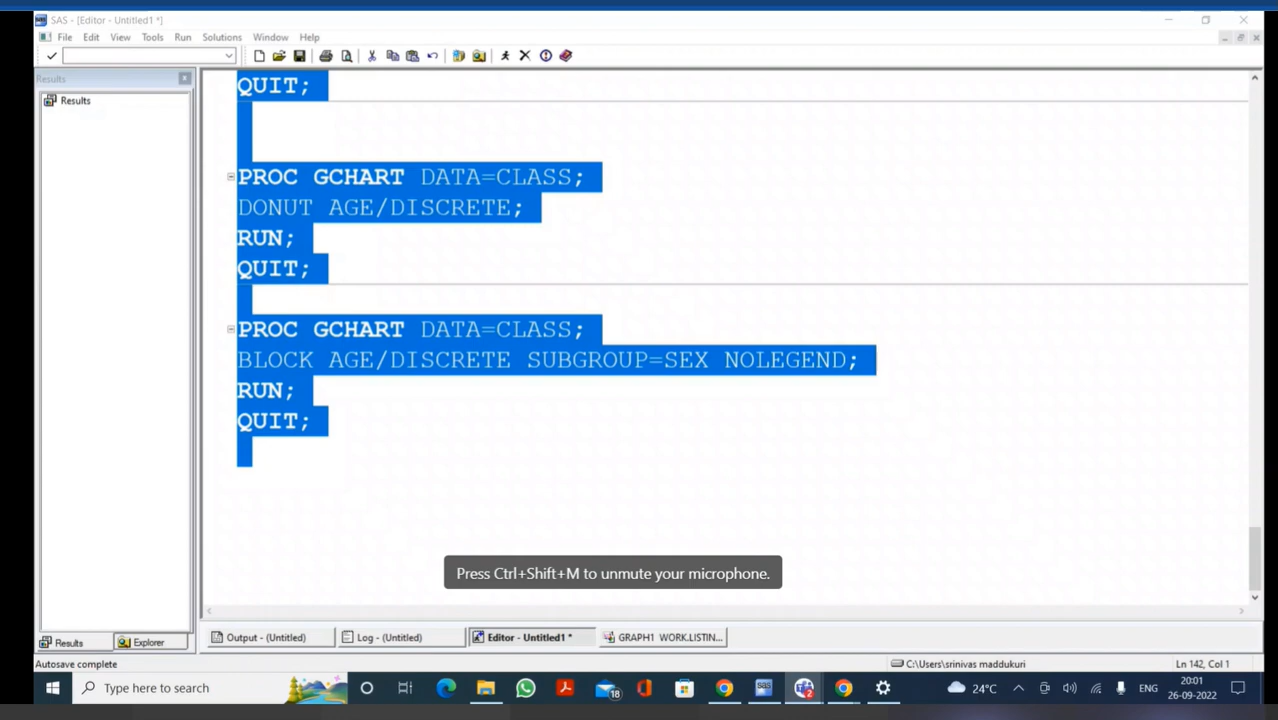 SAS - [Editor - Untitled1 *]
File Edit View Tools Run Solutions Window Help
Results
Results
QUIT;
PROC GCHART DATA=CLASS;
DONUT AGE/DISCRETE;
RUN;
QUIT;
PROC GCHART DATA=CLASS;
BLOCK AGE/DISCRETE SUBGROUP=SEX NOLEGEND;
RUN;
QUIT;
Press Ctrl+Shift+M to unmute your microphone.
Results Explorer Output - (Untitled) Log - (Untitled) Editor - Untitled1 * GRAPH1 WORK.LISTIN...
Autosave complete C:\Users\srinivas maddukuri Ln 142, Col 1
Type here to search 18 sas 2 24°C ENG 20:01
26-09-2022